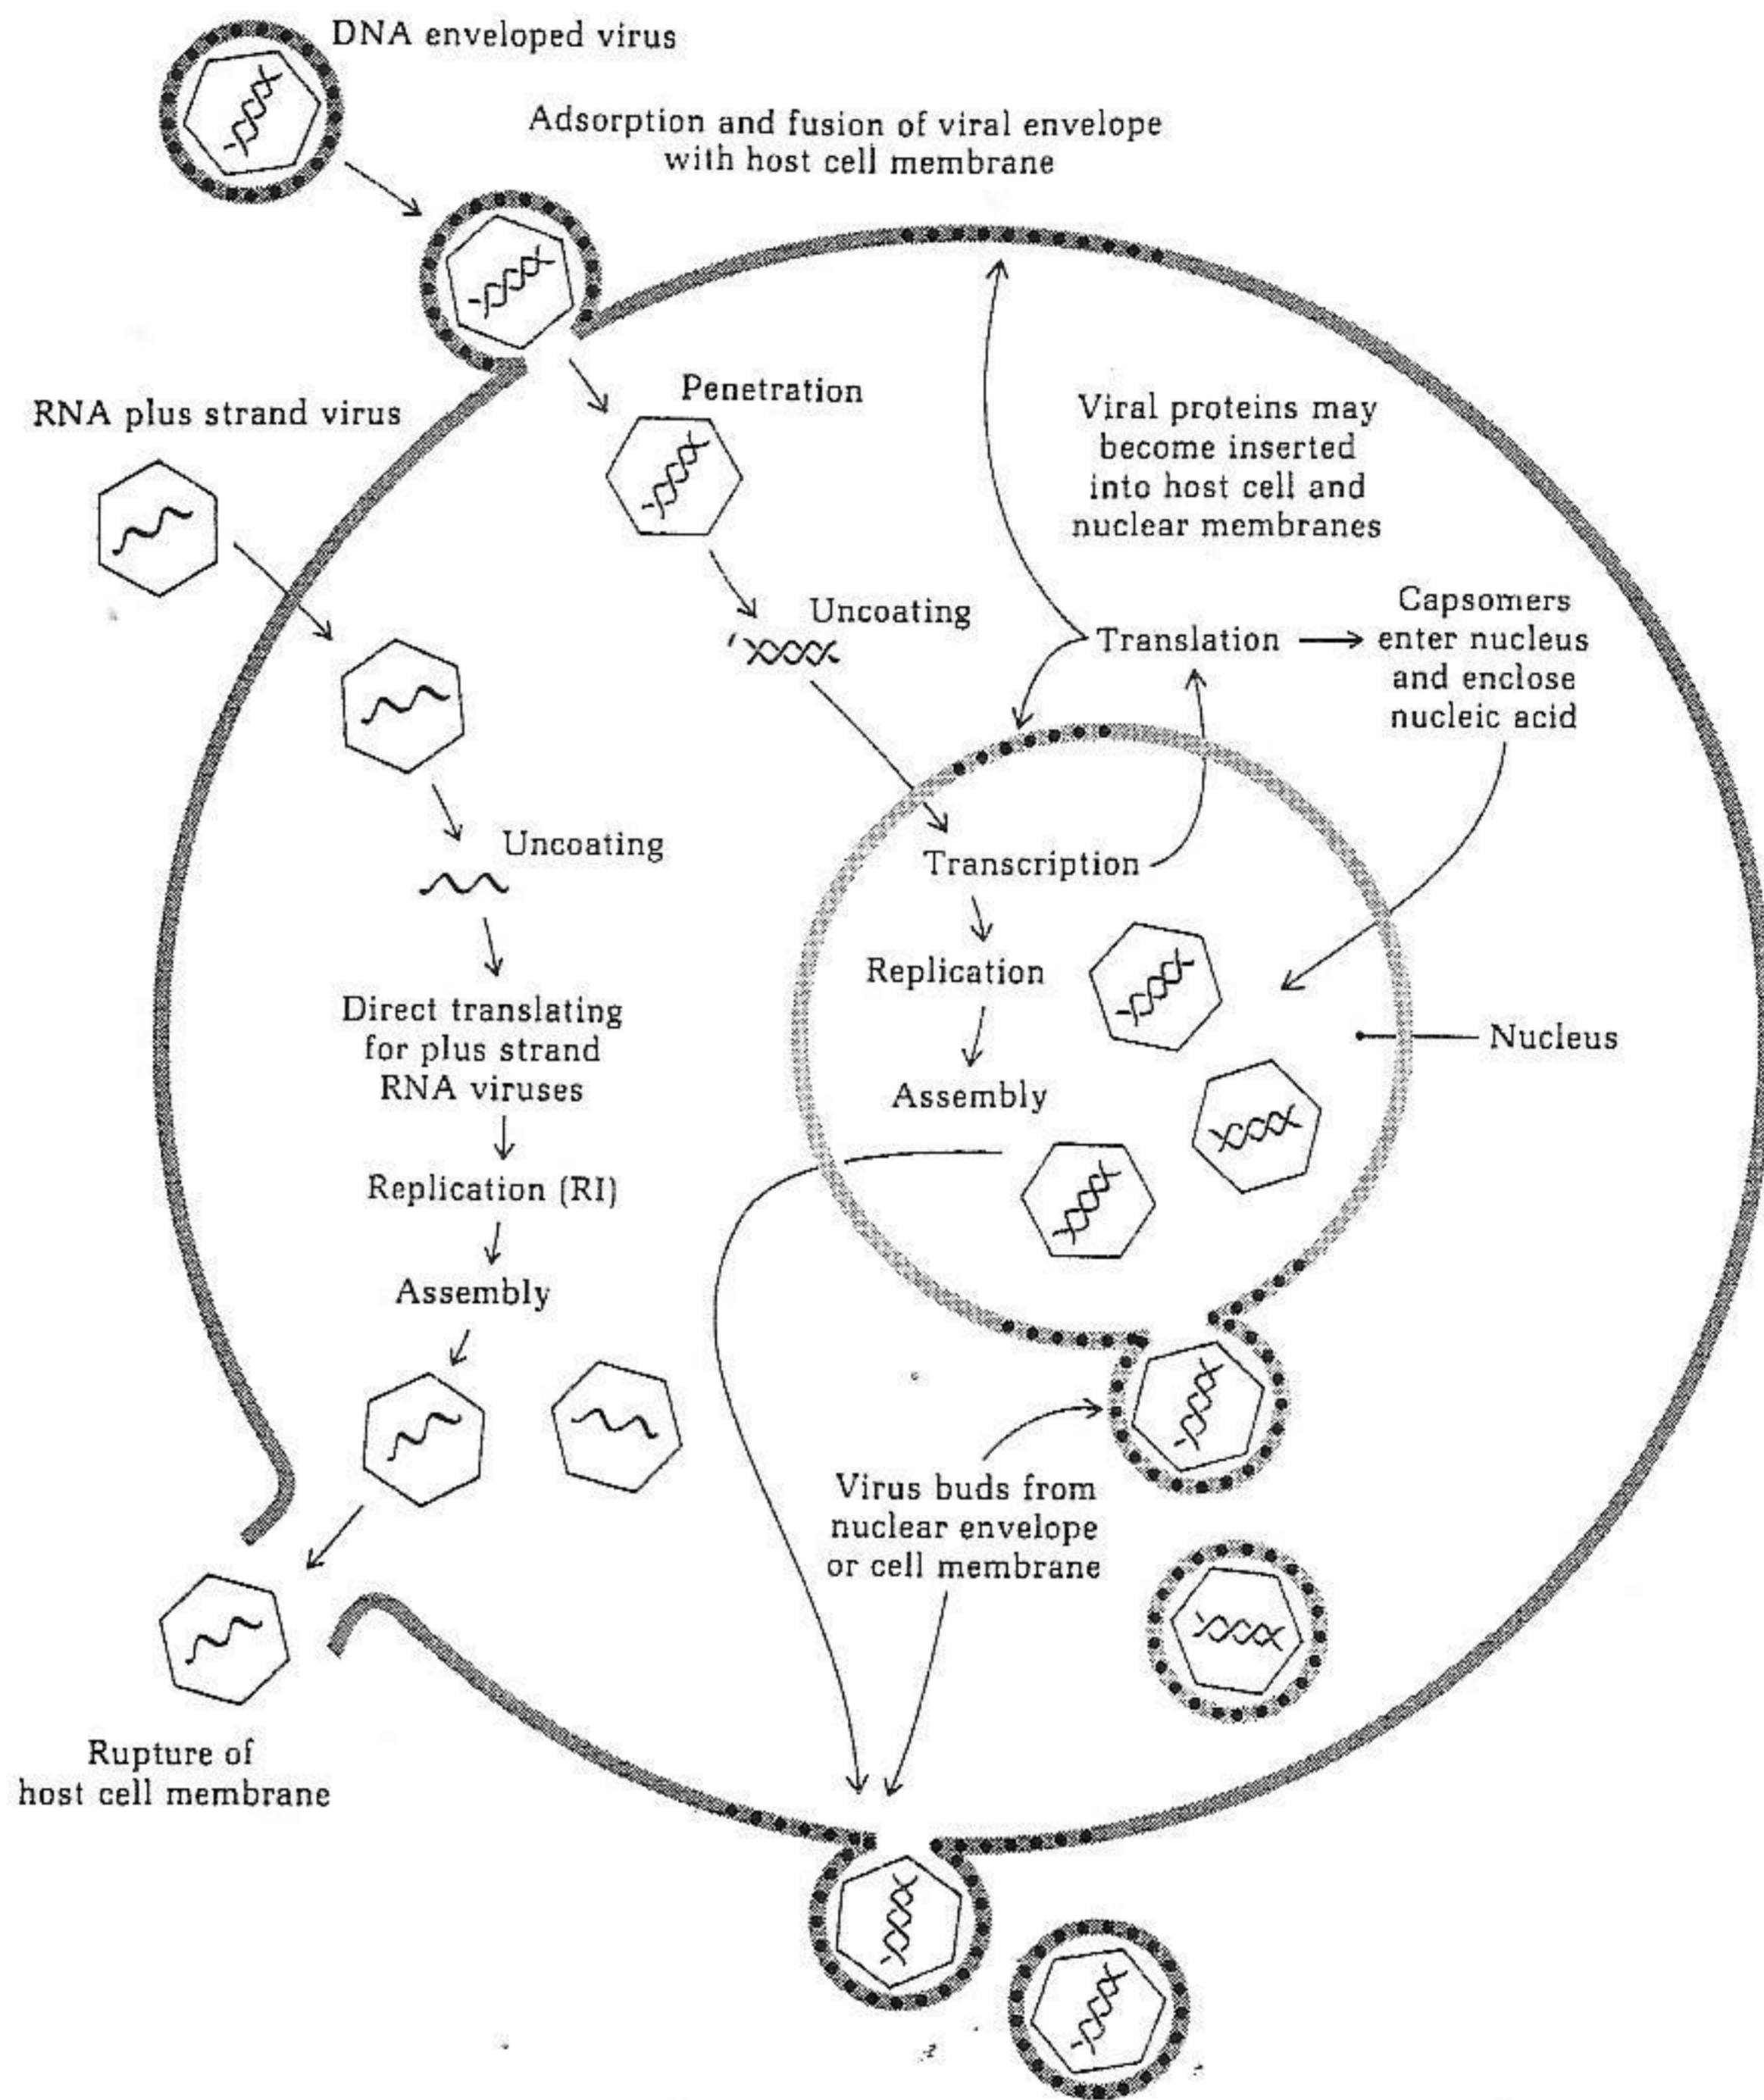 DNA enveloped virus
Adsorption and fusion of viral envelope
with host cell membrane
RNA plus strand virus
Penetration
Viral proteins may
become inserted
into host cell and
nuclear membranes
Uncoating
Translation
Capsomers
enter nucleus
and enclose
nucleic acid
Uncoating
Transcription
Replication
Assembly
Nucleus
Direct translating
for plus strand
RNA viruses
Replication (RI)
Assembly
Virus buds from
nuclear envelope
or cell membrane
Rupture of
host cell membrane